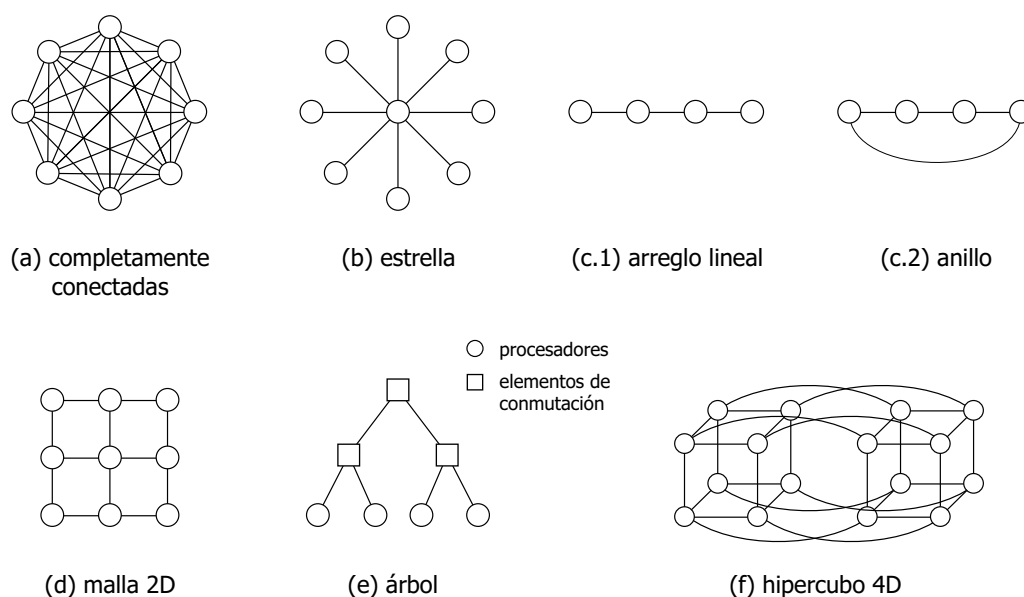 (a) completamente
conectadas
(b) estrella
(c.1) arreglo lineal
(c.2) anillo
procesadores
elementos de
conmutación
(d) malla 2D
(e) árbol
(f) hipercubo 4D